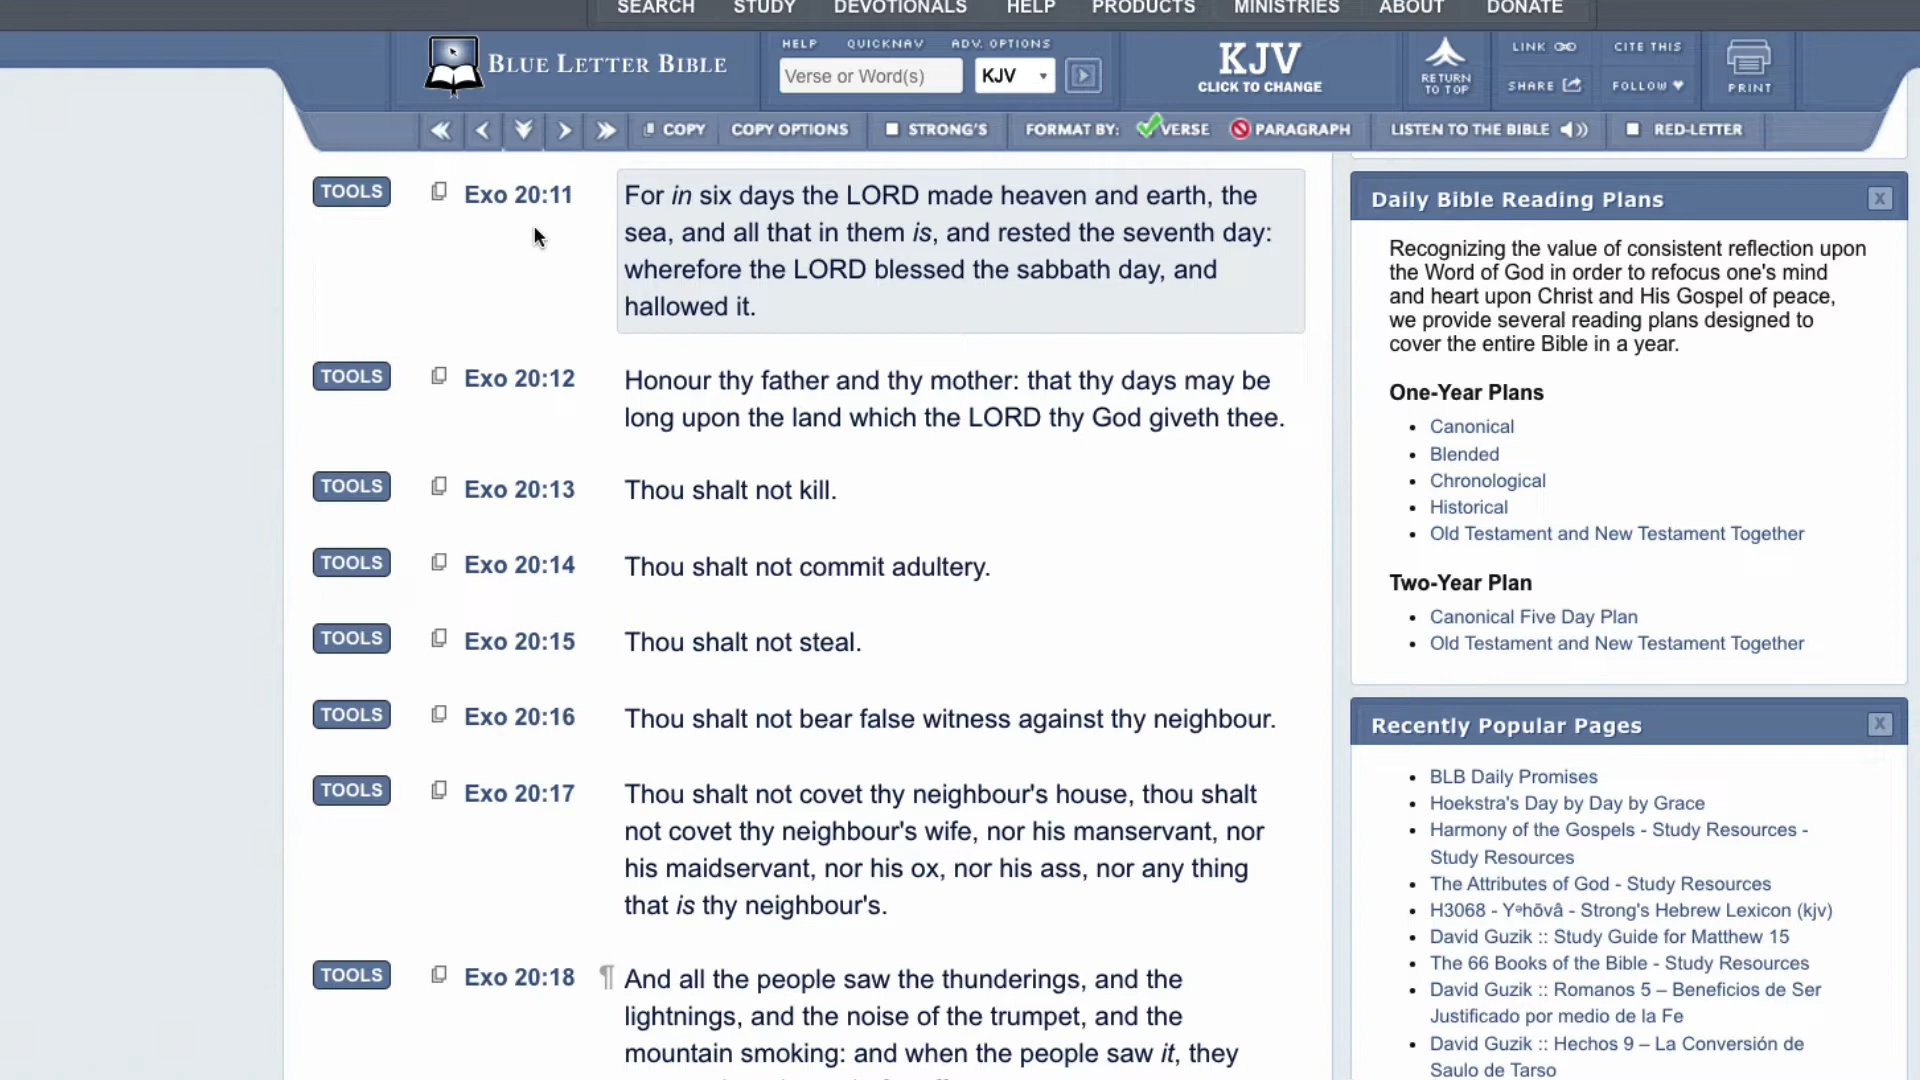 SEARCH STUDY DEVOTIONALS HELP PRODUCTS MINISTRIES ABOUT DONATE
BLUE LETTER BIBLE
HELP QUICKNAV ADV. OPTIONS
Verse or Word(s) KJV
KJV
CLICK TO CHANGE
RETURN
TO TOP
LINK CITE THIS
SHARE FOLLOW
PRINT
COPY COPY OPTIONS STRONG'S FORMAT BY: VERSE PARAGRAPH LISTEN TO THE BIBLE RED-LETTER
TOOLS Exo 20:11 For in six days the LORD made heaven and earth, the
sea, and all that in them is, and rested the seventh day:
wherefore the LORD blessed the sabbath day, and
hallowed it.
TOOLS Exo 20:12 Honour thy father and thy mother: that thy days may be
long upon the land which the LORD thy God giveth thee.
TOOLS Exo 20:13 Thou shalt not kill.
TOOLS Exo 20:14 Thou shalt not commit adultery.
TOOLS Exo 20:15 Thou shalt not steal.
TOOLS Exo 20:16 Thou shalt not bear false witness against thy neighbour.
TOOLS Exo 20:17 Thou shalt not covet thy neighbour's house, thou shalt
not covet thy neighbour's wife, nor his manservant, nor
his maidservant, nor his ox, nor his ass, nor any thing
that is thy neighbour's.
TOOLS Exo 20:18 ¶ And all the people saw the thunderings, and the
lightnings, and the noise of the trumpet, and the
mountain smoking: and when the people saw it, they
Daily Bible Reading Plans X
Recognizing the value of consistent reflection upon
the Word of God in order to refocus one's mind
and heart upon Christ and His Gospel of peace,
we provide several reading plans designed to
cover the entire Bible in a year.
One-Year Plans
• Canonical
• Blended
• Chronological
• Historical
• Old Testament and New Testament Together
Two-Year Plan
• Canonical Five Day Plan
• Old Testament and New Testament Together
Recently Popular Pages X
• BLB Daily Promises
• Hoekstra's Day by Day by Grace
• Harmony of the Gospels - Study Resources -
Study Resources
• The Attributes of God - Study Resources
• H3068 - Yᵊhōvâ - Strong's Hebrew Lexicon (kjv)
• David Guzik :: Study Guide for Matthew 15
• The 66 Books of the Bible - Study Resources
• David Guzik :: Romanos 5 – Beneficios de Ser
Justificado por medio de la Fe
• David Guzik :: Hechos 9 – La Conversión de
Saulo de Tarso